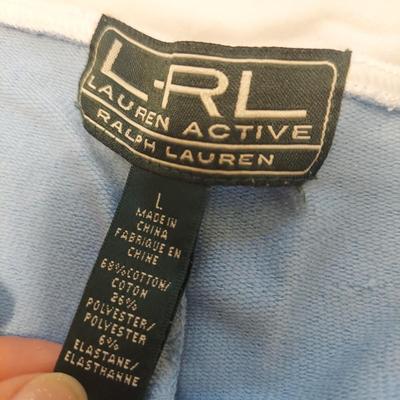 L-RL
LAUREN ACTIVE
RALPH LAUREN
L
MADE IN
CHINA
FABRIQUE EN
CHINE
68% COTTON/
COTON
26%
POLYESTER/
POLYESTER
6%
ELASTANE/
ELASTHANNE